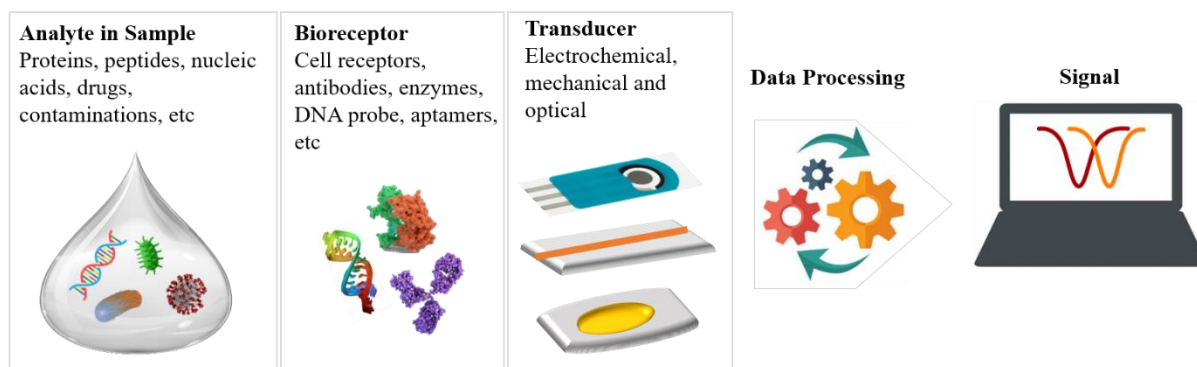 Analyte in Sample
Proteins, peptides, nucleic
acids, drugs,
contaminations, etc
Bioreceptor
Cell receptors,
antibodies, enzymes,
DNA probe, aptamers,
etc
Transducer
Electrochemical,
mechanical and
optical
Data Processing
Signal